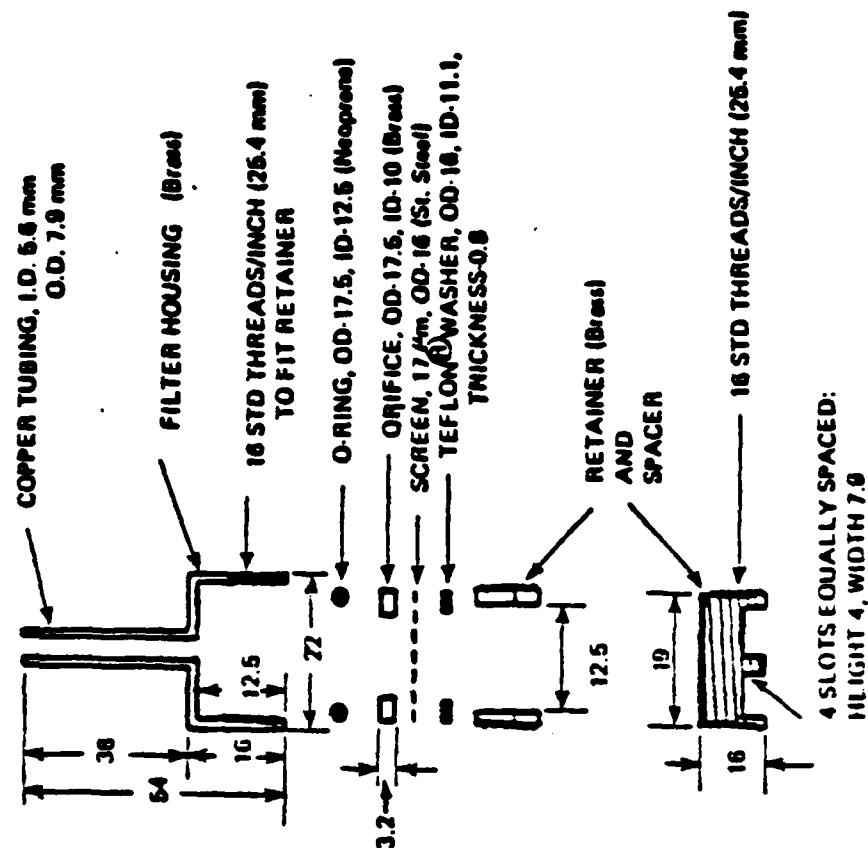 COPPER TUBING, I.D. 5.6 mm
O.D. 7.9 mm
FILTER HOUSING (Brass)
16 STD THREADS/INCH (25.4 mm)
TO FIT RETAINER
O-RING, OD-17.5, ID-12.5 (Neoprene)
ORIFICE, OD-17.5, ID-10 (Brass)
SCREEN, 17 µm, OD-16 (St. Steel)
TEFLON® WASHER, OD-16, ID-11.1,
THICKNESS-0.8
RETAINER (Brass)
AND
SPACER
16 STD THREADS/INCH (25.4 mm)
4 SLOTS EQUALLY SPACED:
HEIGHT 4, WIDTH 7.9
38
16
54
12.5
22
3.2
12.5
19
16